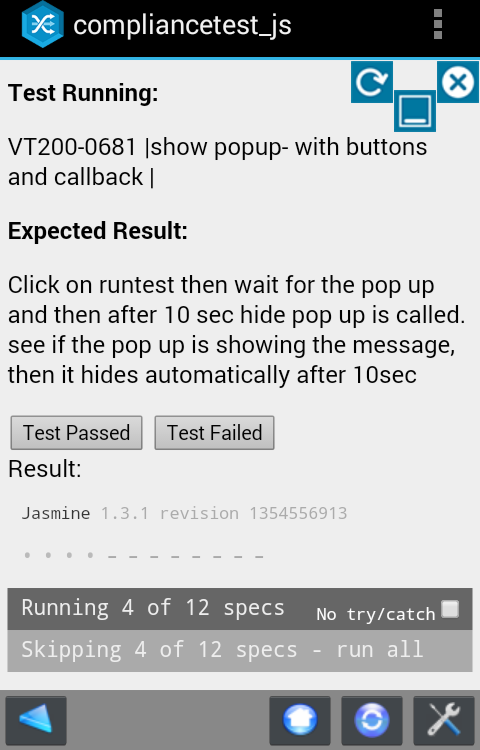 compliancetest_js
Test Running:
VT200-0681 |show popup- with buttons
and callback |
Expected Result:
Click on runtest then wait for the pop up
and then after 10 sec hide pop up is called.
see if the pop up is showing the message,
then it hides automatically after 10sec
Test Passed Test Failed
Result:
Jasmine 1.3.1 revision 1354556913
Running 4 of 12 specs No try/catch
Skipping 4 of 12 specs - run all